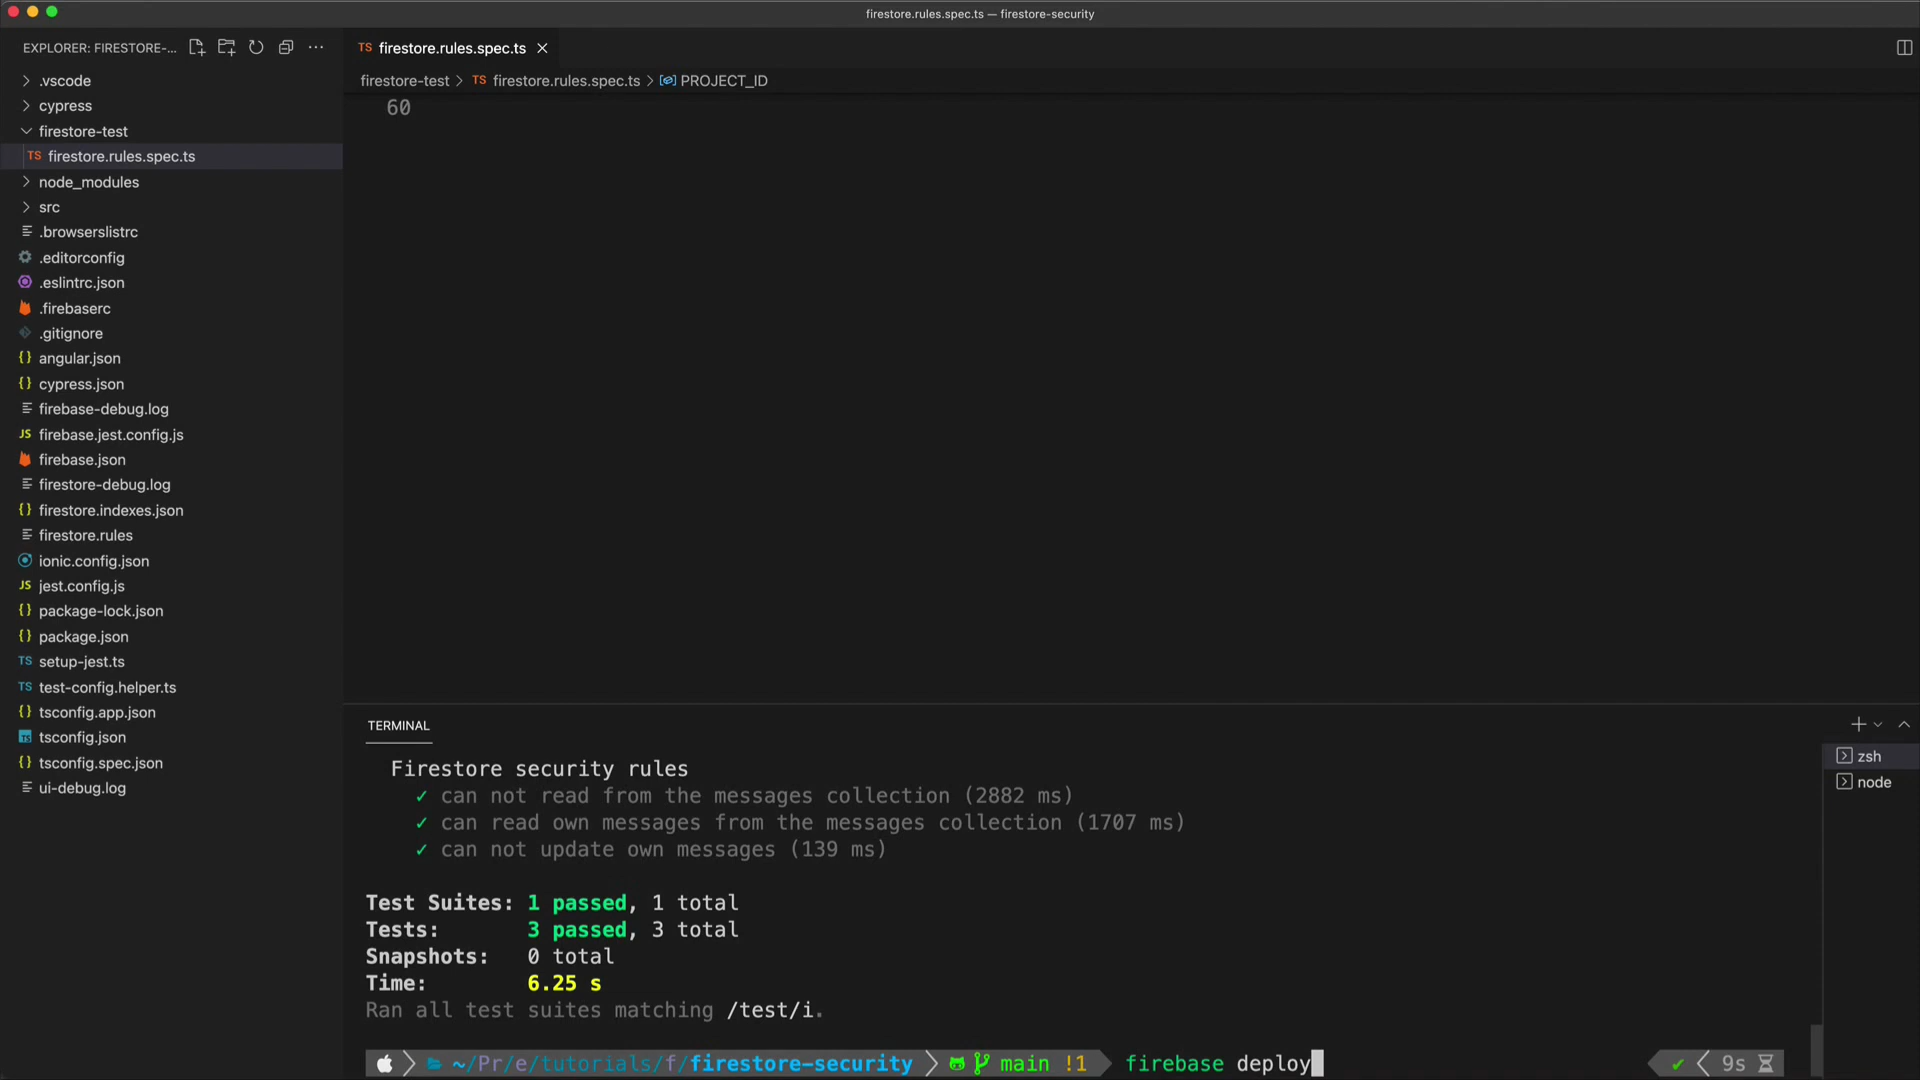 firestore.rules.spec.ts — firestore-security
EXPLORER: FIRESTORE-...
TS firestore.rules.spec.ts
firestore-test > TS firestore.rules.spec.ts > PROJECT_ID
60
.vscode
cypress
firestore-test
TS firestore.rules.spec.ts
node_modules
src
.browserslistrc
.editorconfig
.eslintrc.json
.firebaserc
.gitignore
{} angular.json
{} cypress.json
firebase-debug.log
JS firebase.jest.config.js
firebase.json
firestore-debug.log
{} firestore.indexes.json
firestore.rules
ionic.config.json
JS jest.config.js
{} package-lock.json
{} package.json
TS setup-jest.ts
TS test-config.helper.ts
{} tsconfig.app.json
TS tsconfig.json
{} tsconfig.spec.json
ui-debug.log
TERMINAL
zsh
node
Firestore security rules
✓ can not read from the messages collection (2882 ms)
✓ can read own messages from the messages collection (1707 ms)
✓ can not update own messages (139 ms)
Test Suites: 1 passed, 1 total
Tests: 3 passed, 3 total
Snapshots: 0 total
Time: 6.25 s
Ran all test suites matching /test/i.
~/Pr/e/tutorials/f/firestore-security main !1 firebase deploy ✓ 9s